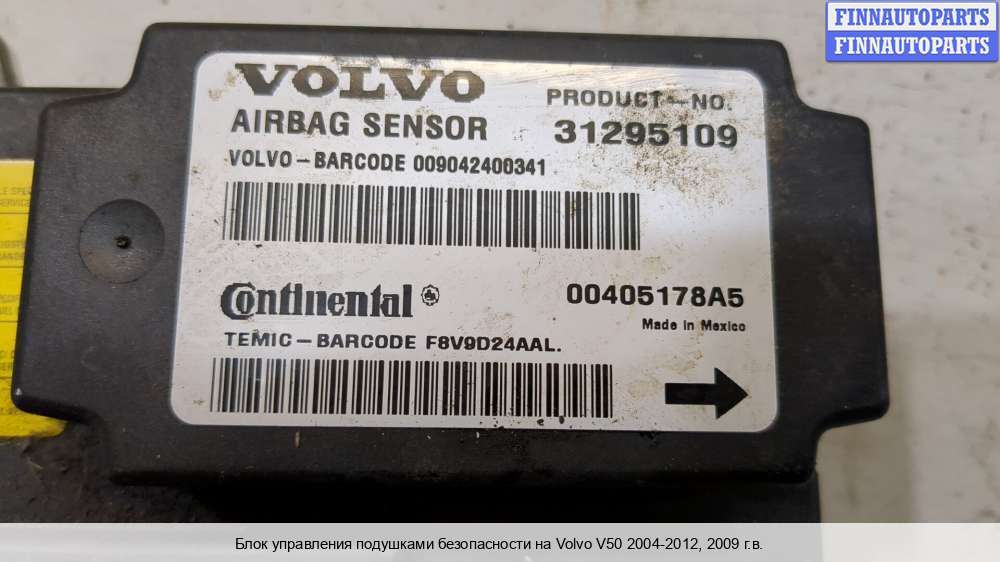 FINNAUTOPARTS
FINNAUTOPARTS
VOLVO
PRODUCT-NO.
AIRBAG SENSOR
31295109
VOLVO-BARCODE 009042400341
Continental
00405178A5
Made in Mexico
TEMIC-BARCODE F8V9D24AAL.
Блок управления подушками безопасности на Volvo V50 2004-2012, 2009 г.в.